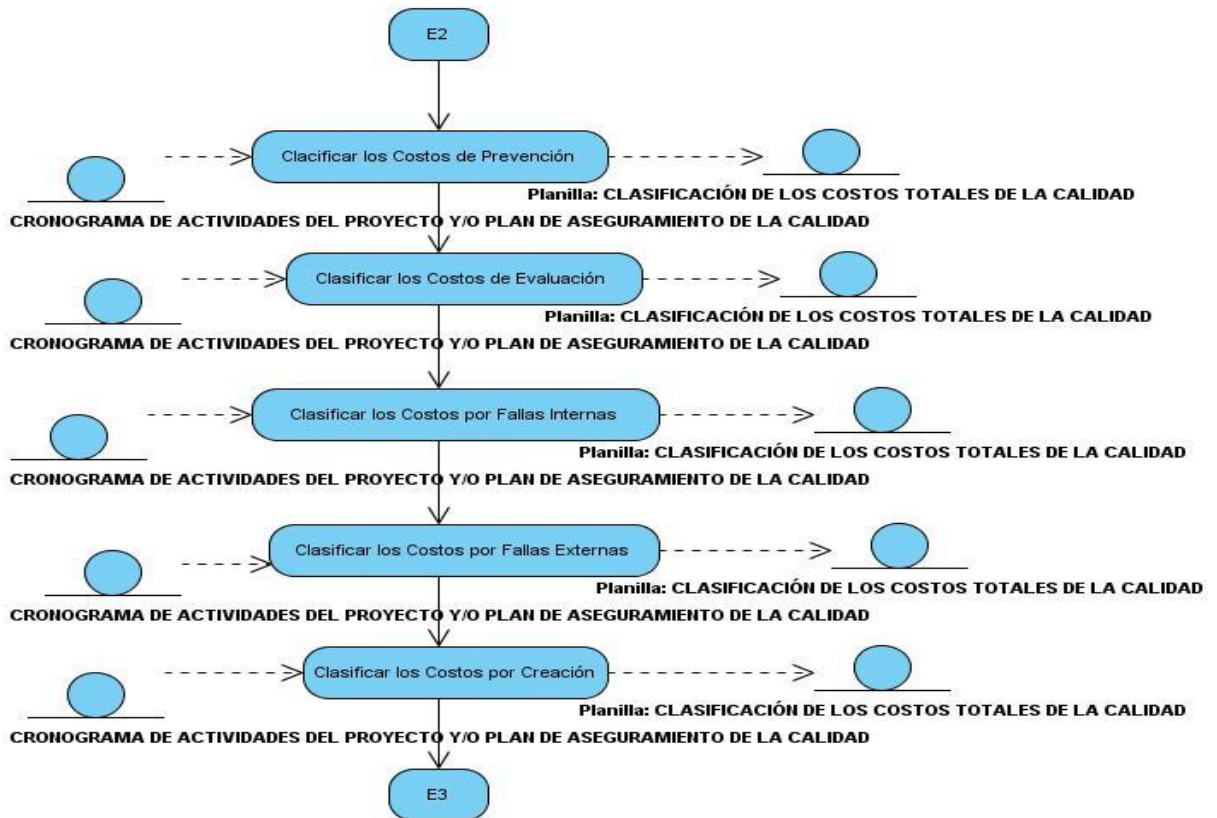 E2
Clacificar los Costos de Prevención
Planilla: CLASIFICACIÓN DE LOS COSTOS TOTALES DE LA CALIDAD
CRONOGRAMA DE ACTIVIDADES DEL PROYECTO Y/O PLAN DE ASEGURAMIENTO DE LA CALIDAD
Clasificar los Costos de Evaluación
Planilla: CLASIFICACIÓN DE LOS COSTOS TOTALES DE LA CALIDAD
CRONOGRAMA DE ACTIVIDADES DEL PROYECTO Y/O PLAN DE ASEGURAMIENTO DE LA CALIDAD
Clasificar los Costos por Fallas Internas
Planilla: CLASIFICACIÓN DE LOS COSTOS TOTALES DE LA CALIDAD
CRONOGRAMA DE ACTIVIDADES DEL PROYECTO Y/O PLAN DE ASEGURAMIENTO DE LA CALIDAD
Clasificar los Costos por Fallas Externas
Planilla: CLASIFICACIÓN DE LOS COSTOS TOTALES DE LA CALIDAD
CRONOGRAMA DE ACTIVIDADES DEL PROYECTO Y/O PLAN DE ASEGURAMIENTO DE LA CALIDAD
Clasificar los Costos por Creación
Planilla: CLASIFICACIÓN DE LOS COSTOS TOTALES DE LA CALIDAD
CRONOGRAMA DE ACTIVIDADES DEL PROYECTO Y/O PLAN DE ASEGURAMIENTO DE LA CALIDAD
E3